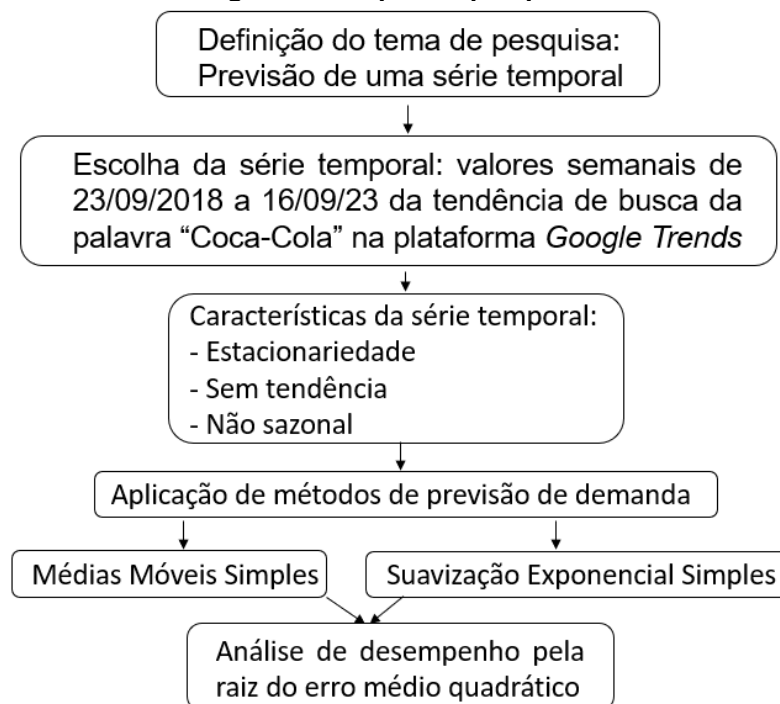 Definição do tema de pesquisa:
Previsão de uma série temporal
Escolha da série temporal: valores semanais de
23/09/2018 a 16/09/23 da tendência de busca da
palavra “Coca-Cola” na plataforma Google Trends
Características da série temporal:
- Estacionariedade
- Sem tendência
- Não sazonal
Aplicação de métodos de previsão de demanda
Médias Móveis Simples
Suavização Exponencial Simples
Análise de desempenho pela
raiz do erro médio quadrático